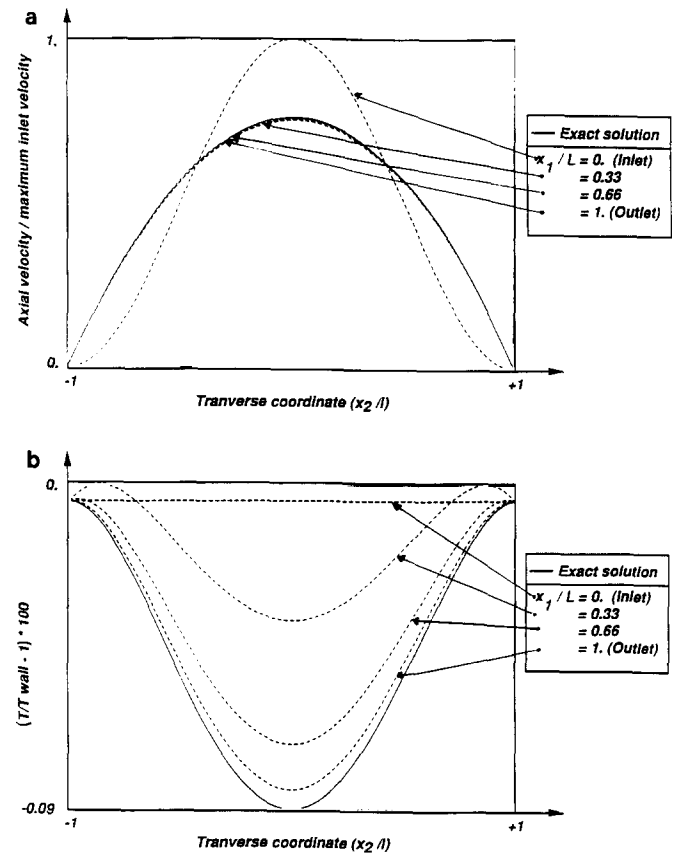 a
1.
Axial velocity / maximum inlet velocity
0.
-1
+1
Tranverse coordinate (x2 /l)
Exact solution
x1 / L = 0. (Inlet)
= 0.33
= 0.66
= 1. (Outlet)
b
0.
(T/T wall - 1) * 100
-0.09
-1
+1
Tranverse coordinate (x2 /l)
Exact solution
x1 / L = 0. (Inlet)
= 0.33
= 0.66
= 1. (Outlet)